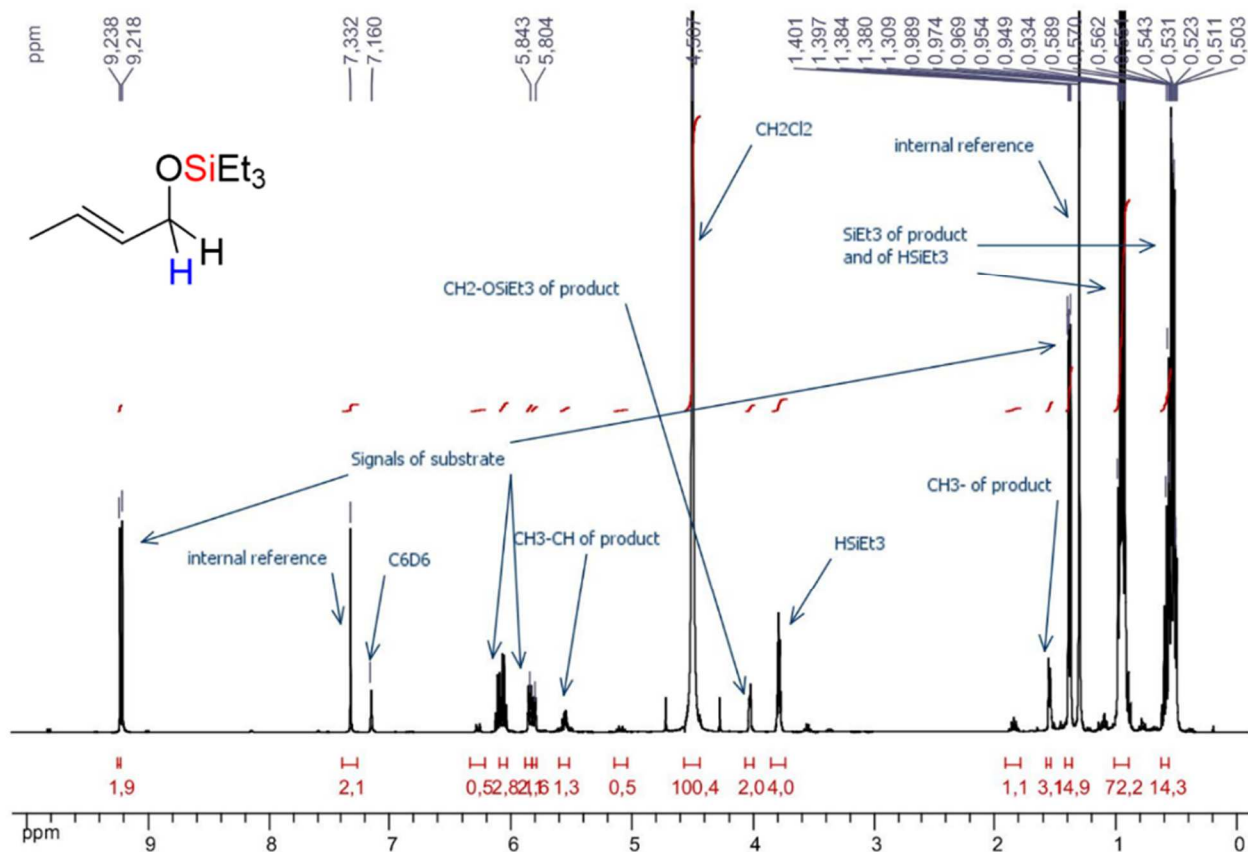 ppm
9,238
9,218
7,332
7,160
5,843
5,804
1,401
1,397
1,384
1,380
1,309
0,989
0,974
0,969
0,954
0,949
0,934
0,589
0,570
0,562
0,543
0,531
0,523
0,511
0,503
OSiEt3
H
H
CH2Cl2
internal reference
SiEt3 of product
and of HSiEt3
CH2-OSiEt3 of product
Signals of substrate
CH3- of product
internal reference
C6D6
CH3-CH of product
HSiEt3
1,9 2,1 0,5 2,8 1,3 0,5 100,4 2,0 4,0 1,1 3,1 14,9 72,2 14,3
ppm 9 8 7 6 5 4 3 2 1 0